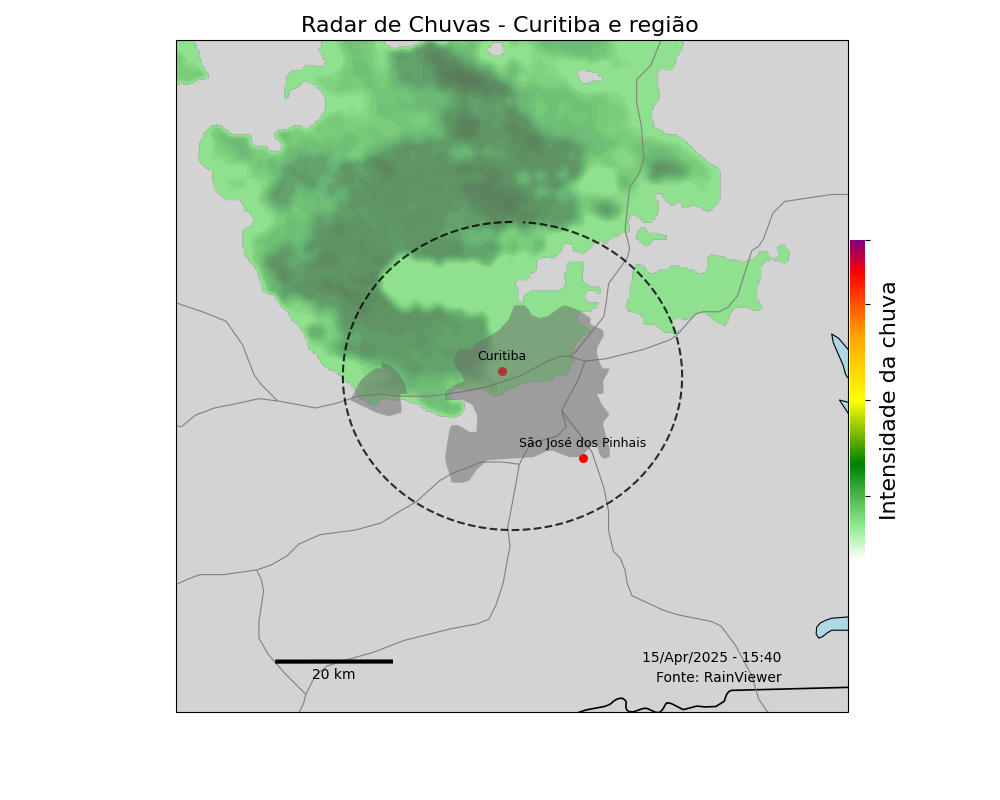 Radar de Chuvas - Curitiba e região
Curitiba
São José dos Pinhais
Intensidade da chuva
15/Apr/2025 - 15:40
Fonte: RainViewer
20 km